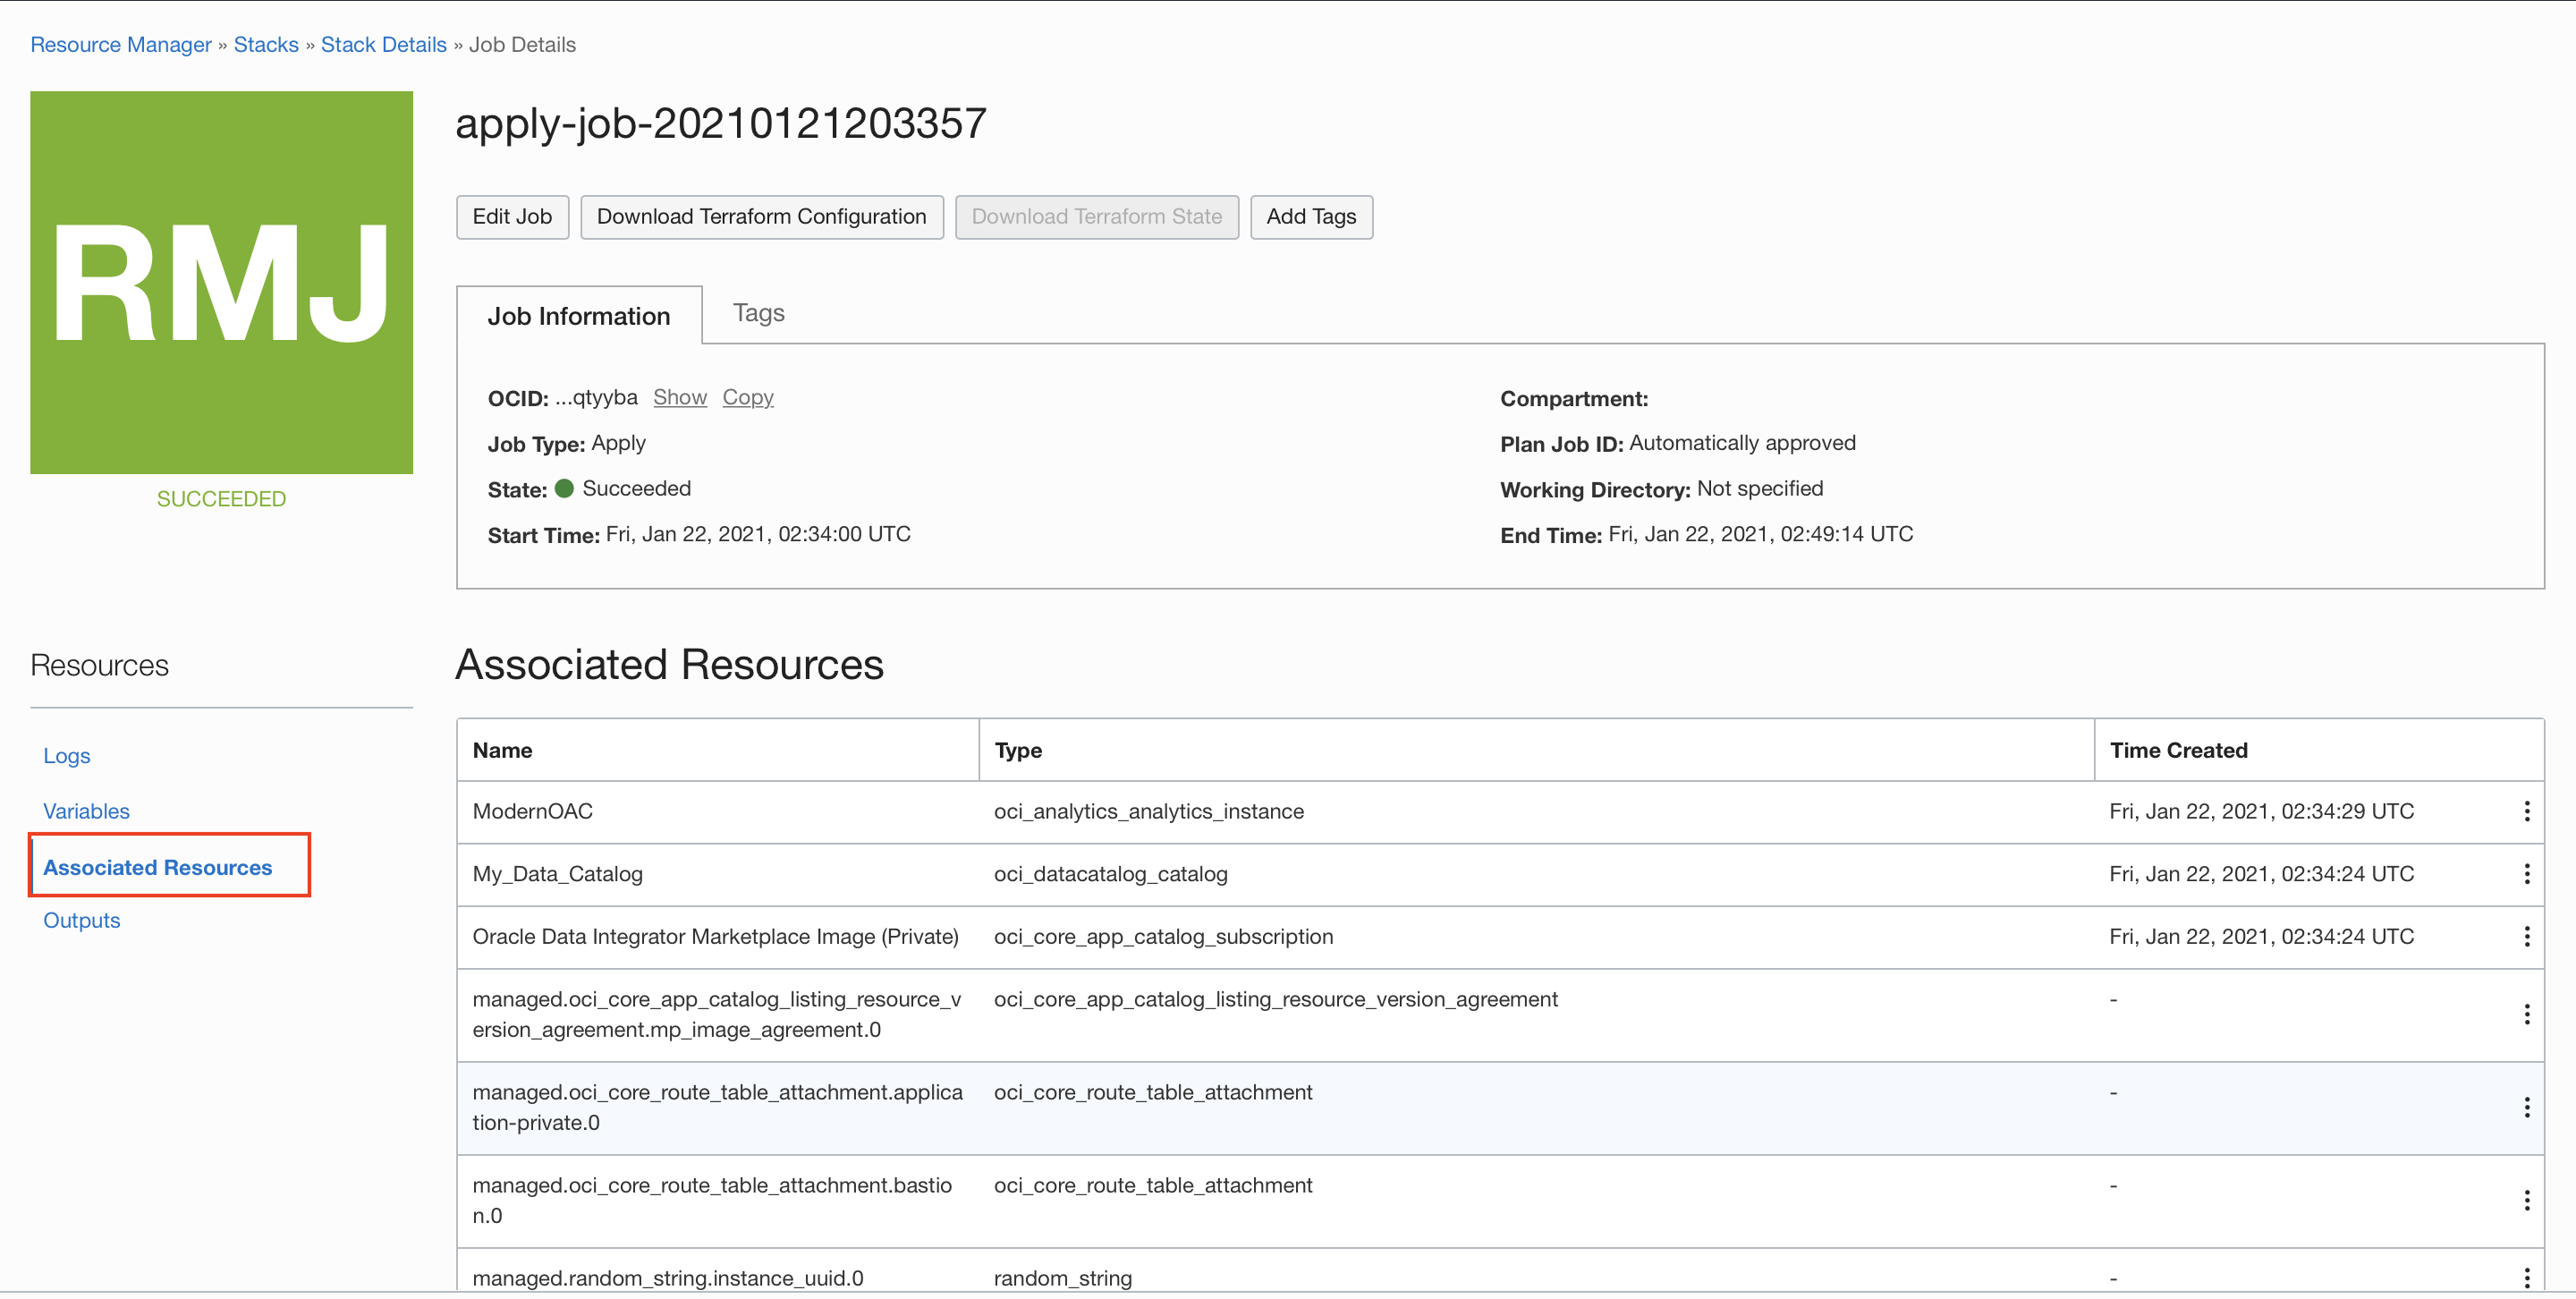 Resource Manager » Stacks » Stack Details » Job Details
RMJ
SUCCEEDED
apply-job-20210121203357
Edit Job Download Terraform Configuration Download Terraform State Add Tags
Job Information Tags
OCID: ...qtyyba Show Copy
Job Type: Apply
State: Succeeded
Start Time: Fri, Jan 22, 2021, 02:34:00 UTC
Compartment:
Plan Job ID: Automatically approved
Working Directory: Not specified
End Time: Fri, Jan 22, 2021, 02:49:14 UTC
Resources
Logs
Variables
Associated Resources
Outputs
Associated Resources
Name Type Time Created
ModernOAC oci_analytics_analytics_instance Fri, Jan 22, 2021, 02:34:29 UTC
My_Data_Catalog oci_datacatalog_catalog Fri, Jan 22, 2021, 02:34:24 UTC
Oracle Data Integrator Marketplace Image (Private) oci_core_app_catalog_subscription Fri, Jan 22, 2021, 02:34:24 UTC
managed.oci_core_app_catalog_listing_resource_v oci_core_app_catalog_listing_resource_version_agreement -
ersion_agreement.mp_image_agreement.0
managed.oci_core_route_table_attachment.applica oci_core_route_table_attachment -
tion-private.0
managed.oci_core_route_table_attachment.bastio oci_core_route_table_attachment -
n.0
managed.random_string.instance_uuid.0 random_string -